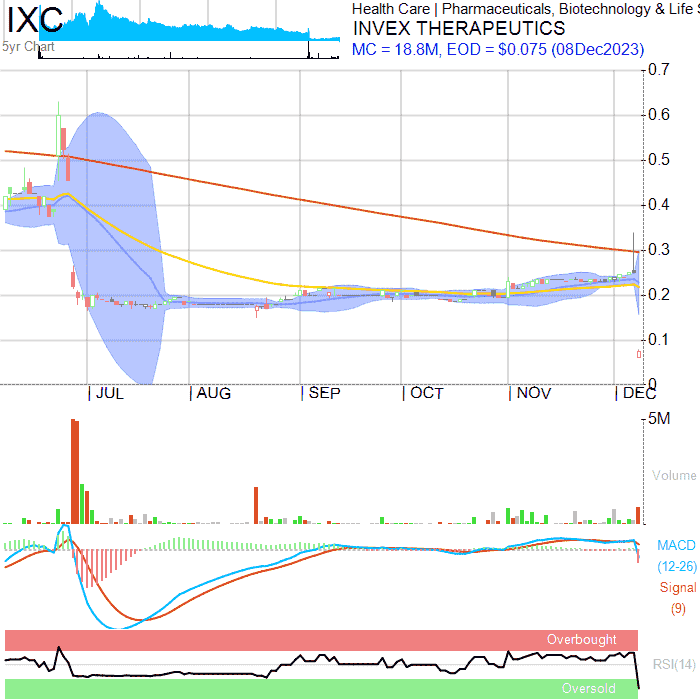 IXC
5yr Chart
Health Care | Pharmaceuticals, Biotechnology & Life S
INVEX THERAPEUTICS
MC = 18.8M, EOD = $0.075 (08Dec2023)
0.7
0.6
0.5
0.4
0.3
0.2
0.1
0
JUL AUG SEP OCT NOV DEC
5M
Volume
MACD
(12-26)
Signal
(9)
Overbought
RSI(14)
Oversold